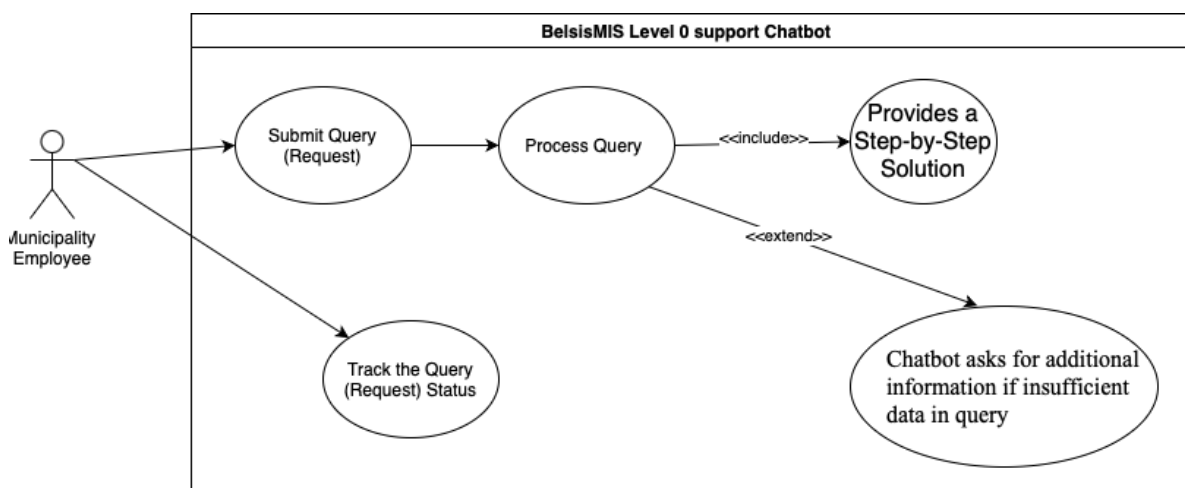 BelsisMIS Level 0 support Chatbot
Submit Query
(Request)
Process Query
<<include>>
Provides a
Step-by-Step
Solution
Municipality
Employee
<<extend>>
Track the Query
(Request) Status
Chatbot asks for additional
information if insufficient
data in query